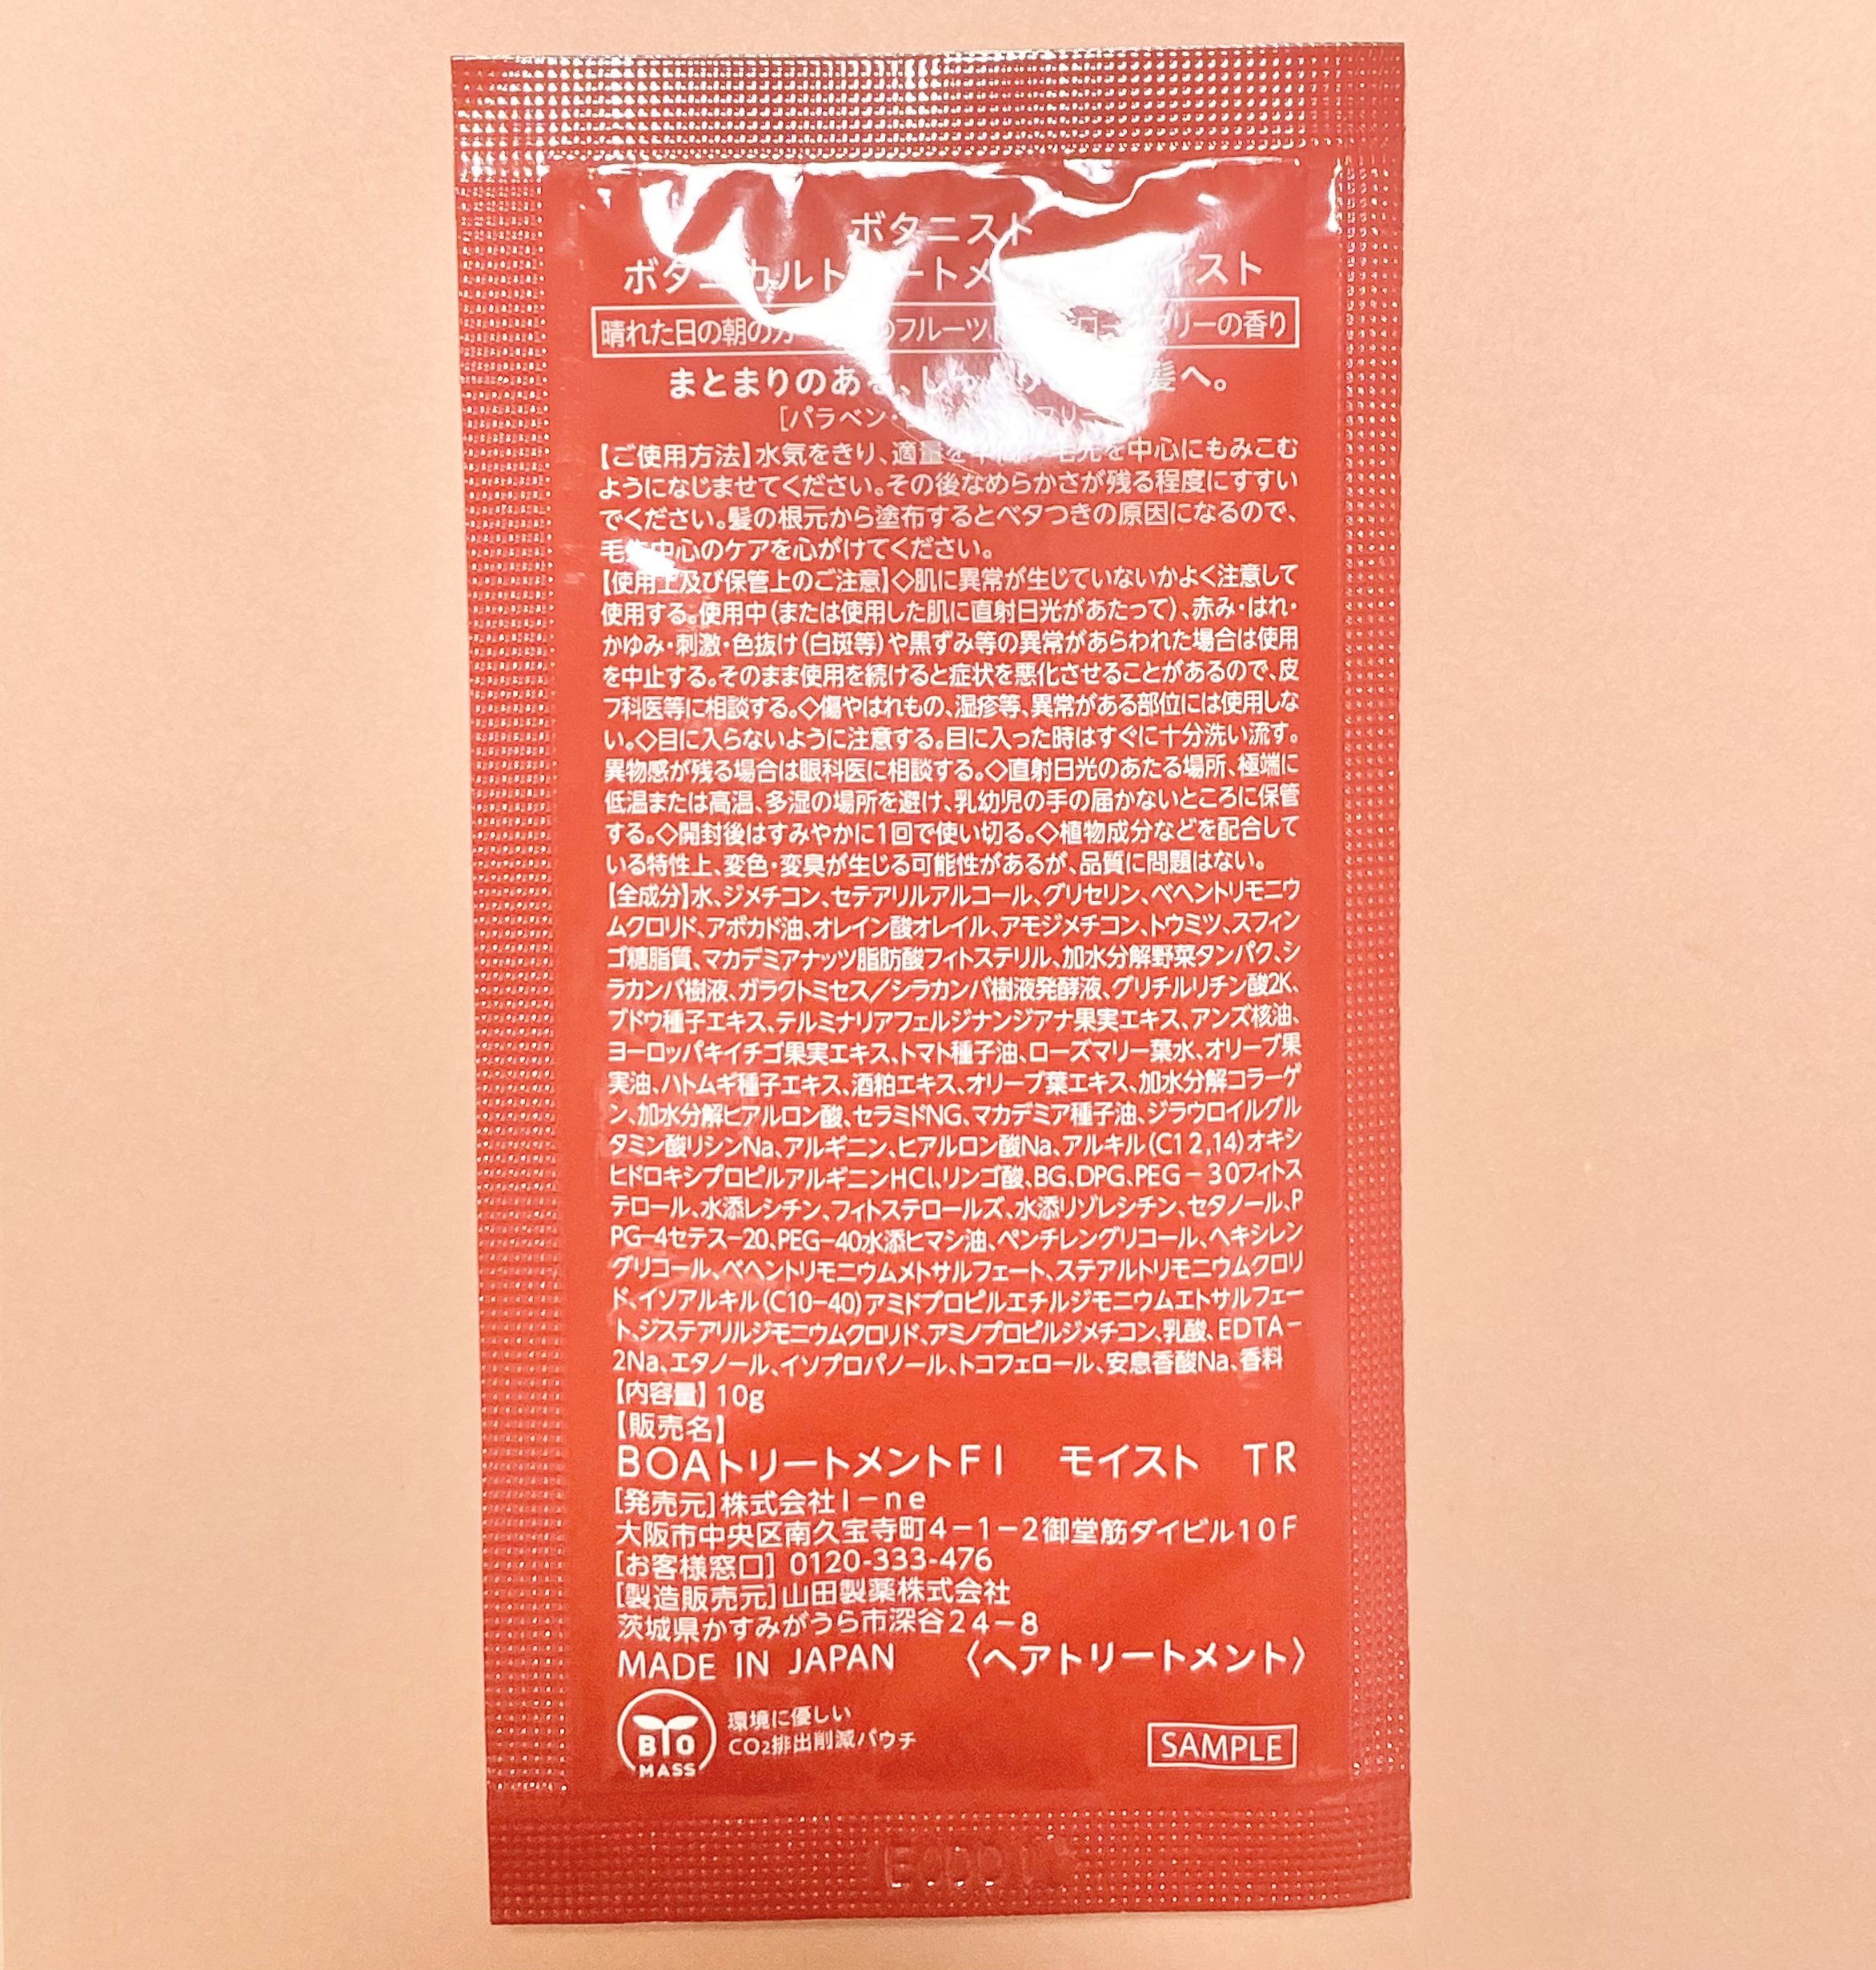 ボタニスト
ボタ カルト ートメ イスト
晴れた日の朝の フルーツ リーの香り
まとまりのある、し 髪へ。
[パラベン・
【ご使用方法】水気をきり、適量を 毛先を中心にもみこむ
ようになじませてください。その後なめらかさが残る程度にすすい
でください。髪の根元から塗布するとベタつきの原因になるので、
毛先中心のケアを心がけてください。
【使用上及び保管上のご注意】◇肌に異常が生じていないかよく注意して
使用する。使用中(または使用した肌に直射日光があたって)、赤み・はれ・
かゆみ・刺激・色抜け(白斑等)や黒ずみ等の異常があらわれた場合は使用
を中止する。そのまま使用を続けると症状を悪化させることがあるので、皮
フ科医等に相談する。◇傷やはれもの、湿疹等、異常がある部位には使用しな
い。◇目に入らないように注意する。目に入った時はすぐに十分洗い流す。
異物感が残る場合は眼科医に相談する。◇直射日光のあたる場所、極端に
低温または高温、多湿の場所を避け、乳幼児の手の届かないところに保管
する。◇開封後はすみやかに1回で使い切る。◇植物成分などを配合して
いる特性上、変色・変臭が生じる可能性があるが、品質に問題はない。
【全成分】水、ジメチコン、セテアリルアルコール、グリセリン、ベヘントリモニウ
ムクロリド、アボカド油、オレイン酸オレイル、アモジメチコン、トウミツ、スフィン
ゴ糖脂質、マカデミアナッツ脂肪酸フィトステリル、加水分解野菜タンパク、シ
ラカンバ樹液、ガラクトミセス／シラカンバ樹液発酵液、グリチルリチン酸2K、
ブドウ種子エキス、テルミナリアフェルジナンジアナ果実エキス、アンズ核油、
ヨーロッパキイチゴ果実エキス、トマト種子油、ローズマリー葉水、オリーブ果
実油、ハトムギ種子エキス、酒粕エキス、オリーブ葉エキス、加水分解コラーゲ
ン、加水分解ヒアルロン酸、セラミドNG、マカデミア種子油、ジラウロイルグル
タミン酸リシンNa、アルギニン、ヒアルロン酸Na、アルキル(C12,14)オキシ
ヒドロキシプロピルアルギニンHCl、リンゴ酸、BG、DPG、PEG－30フィトス
テロール、水添レシチン、フィトステロールズ、水添リゾレシチン、セタノール、P
PG-4セテス-20、PEG-40水添ヒマシ油、ペンチレングリコール、ヘキシレン
グリコール、ベヘントリモニウムメトサルフェート、ステアルトリモニウムクロリ
ド、イソアルキル(C10-40)アミドプロピルエチルジモニウムエトサルフェー
ト、ジステアリルジモニウムクロリド、アミノプロピルジメチコン、乳酸、EDTA－
2Na、エタノール、イソプロパノール、トコフェロール、安息香酸Na、香料
【内容量】10g
【販売名】
BOAトリートメントFI　モイスト　TR
[発売元]株式会社I－ne
大阪市中央区南久宝寺町4－1－2御堂筋ダイビル10F
[お客様窓口] 0120-333-476
[製造販売元]山田製薬株式会社
茨城県かすみがうら市深谷24－8
MADE IN JAPAN 〈ヘアトリートメント〉
BIO
MASS
環境に優しい
CO2排出削減パウチ
SAMPLE